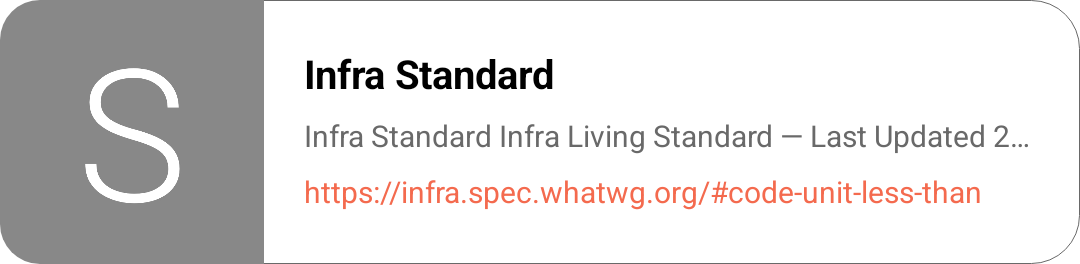 S
Infra Standard
Infra Standard Infra Living Standard — Last Updated 2...
https://infra.spec.whatwg.org/#code-unit-less-than